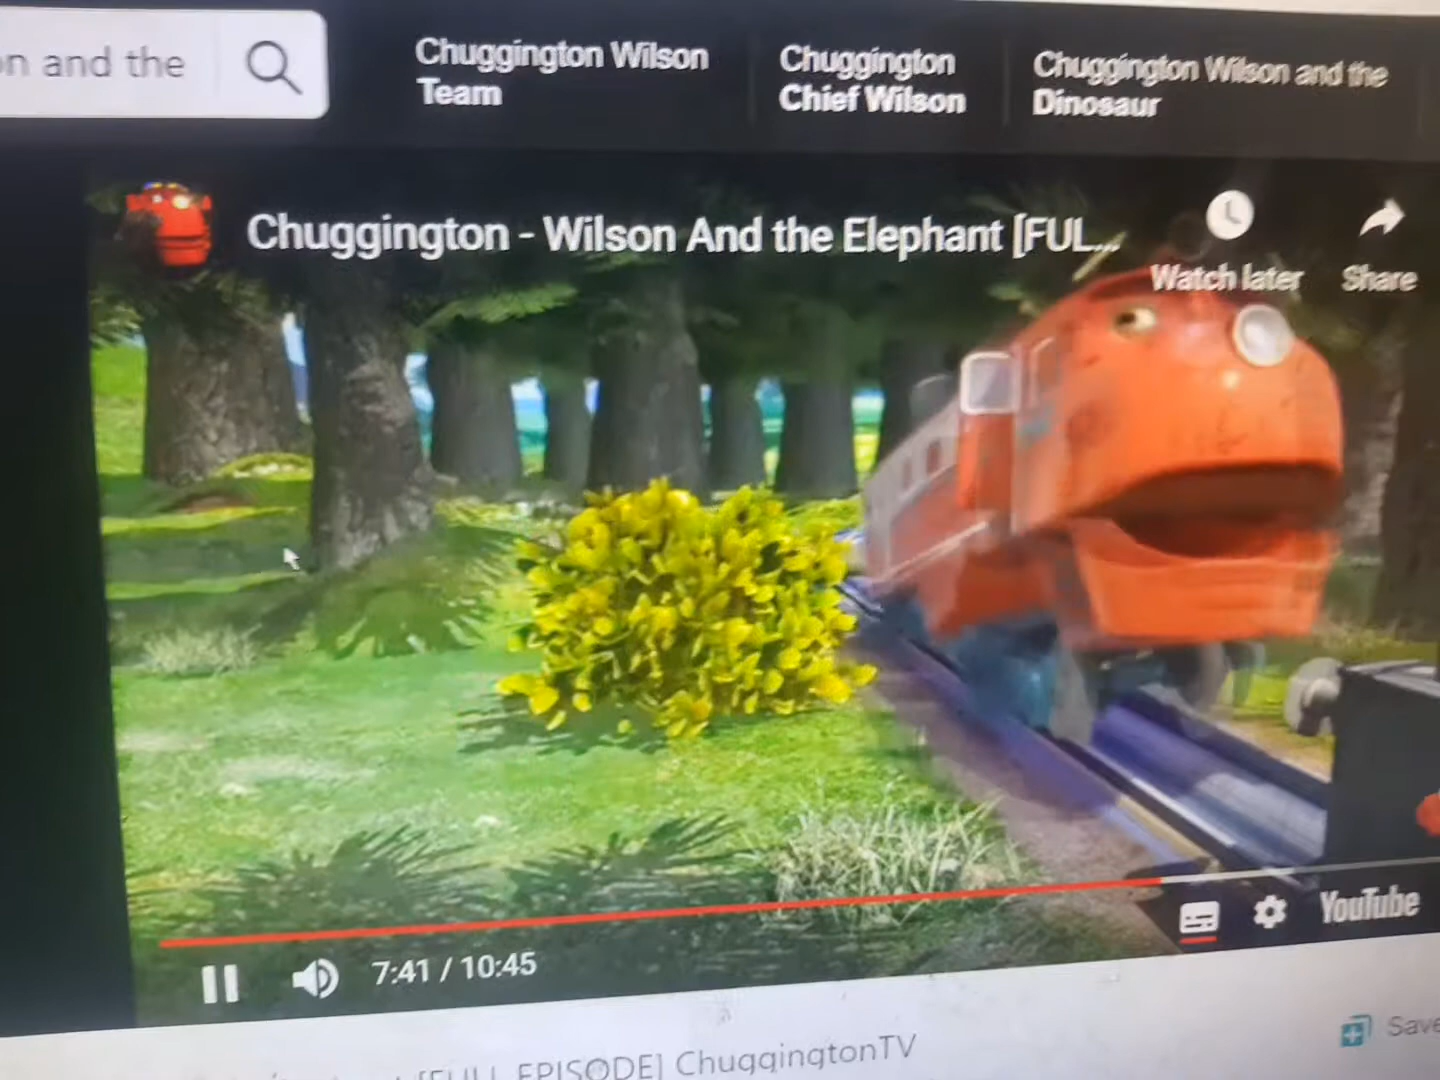 on and the
Chuggington Wilson
Team
Chuggington
Chief Wilson
Chuggington Wilson and the
Dinosaur
Chuggington - Wilson And the Elephant [FUL...
Watch later
Share
YouTube
7:41 / 10:45
Save
[FULL EPISODE] ChuggingtonTV